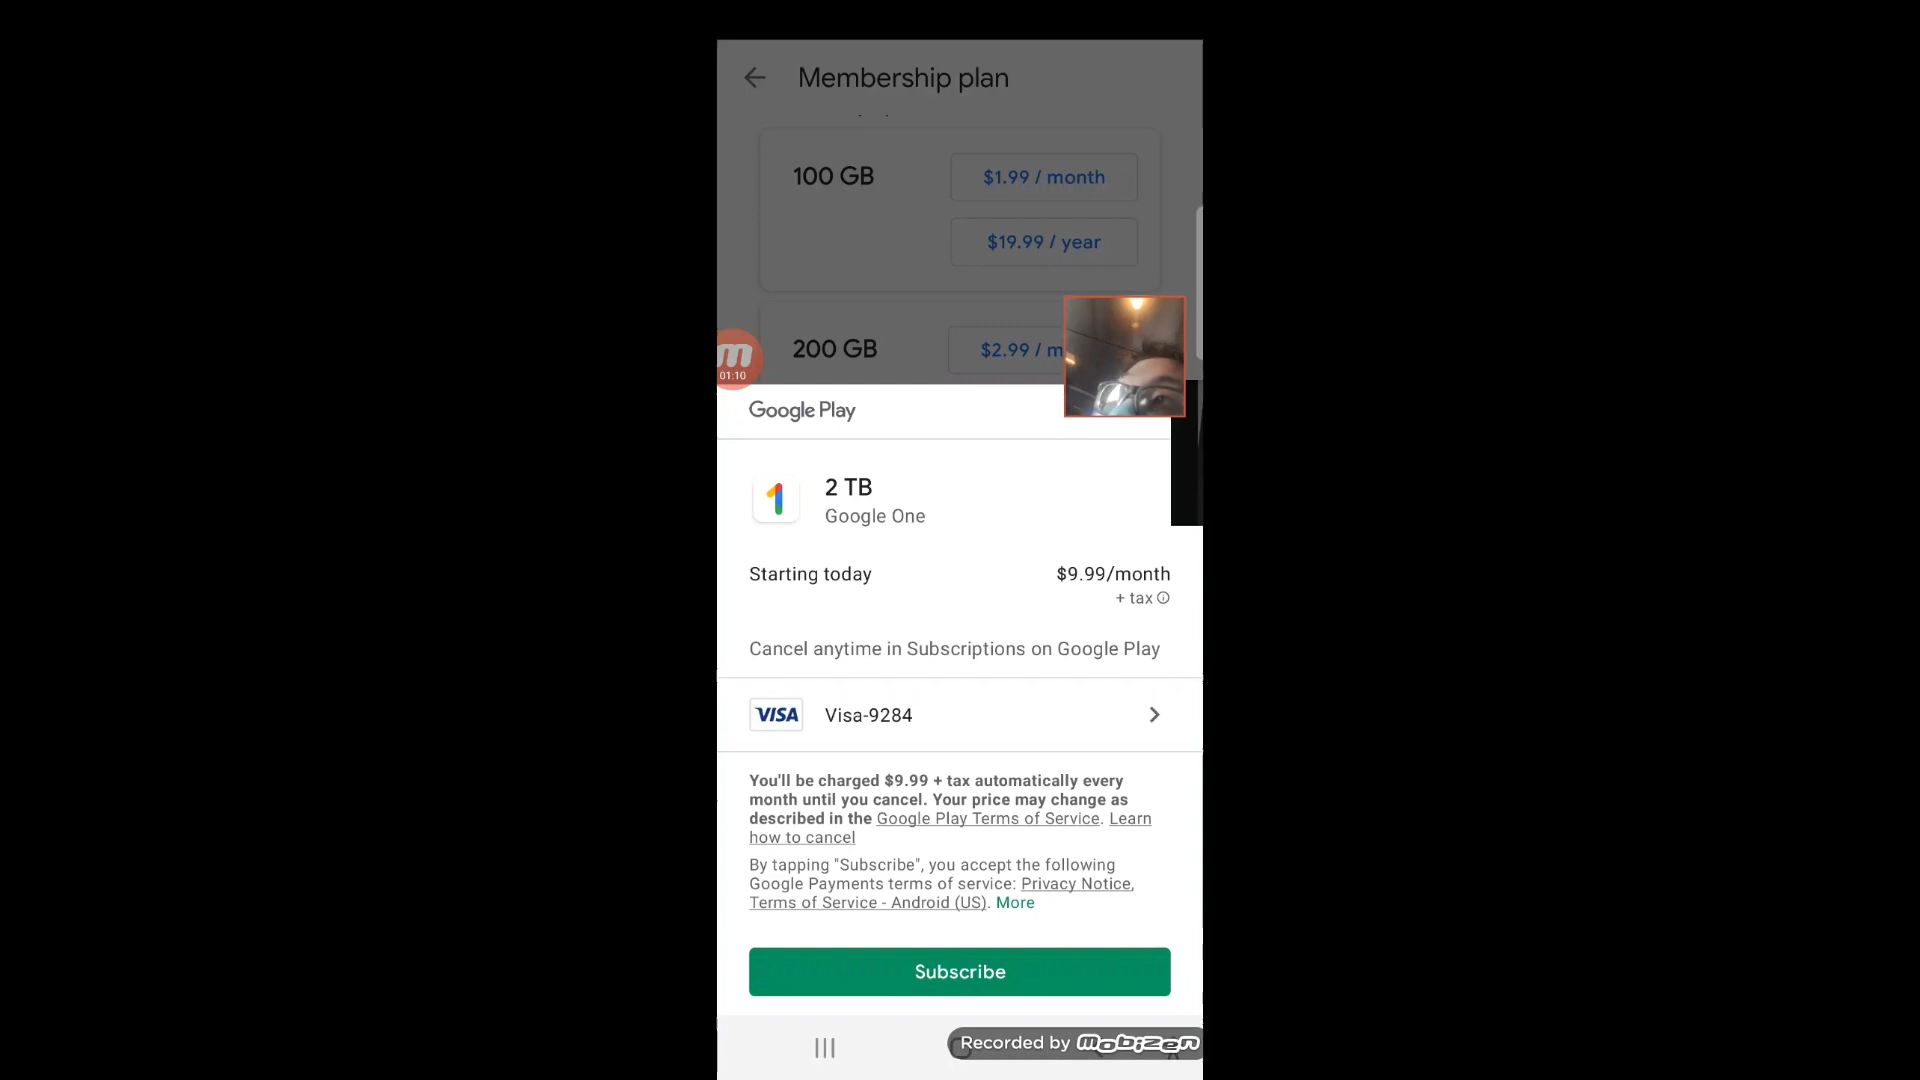 Membership plan
100 GB
$1.99 / month
$19.99 / year
200 GB
$2.99 / m
01:10
Google Play
2 TB
Google One
Starting today
$9.99/month
+ tax
Cancel anytime in Subscriptions on Google Play
VISA
Visa-9284
You'll be charged $9.99 + tax automatically every
month until you cancel. Your price may change as
described in the Google Play Terms of Service. Learn
how to cancel
By tapping "Subscribe", you accept the following
Google Payments terms of service: Privacy Notice,
Terms of Service - Android (US). More
Subscribe
Recorded by mobizen